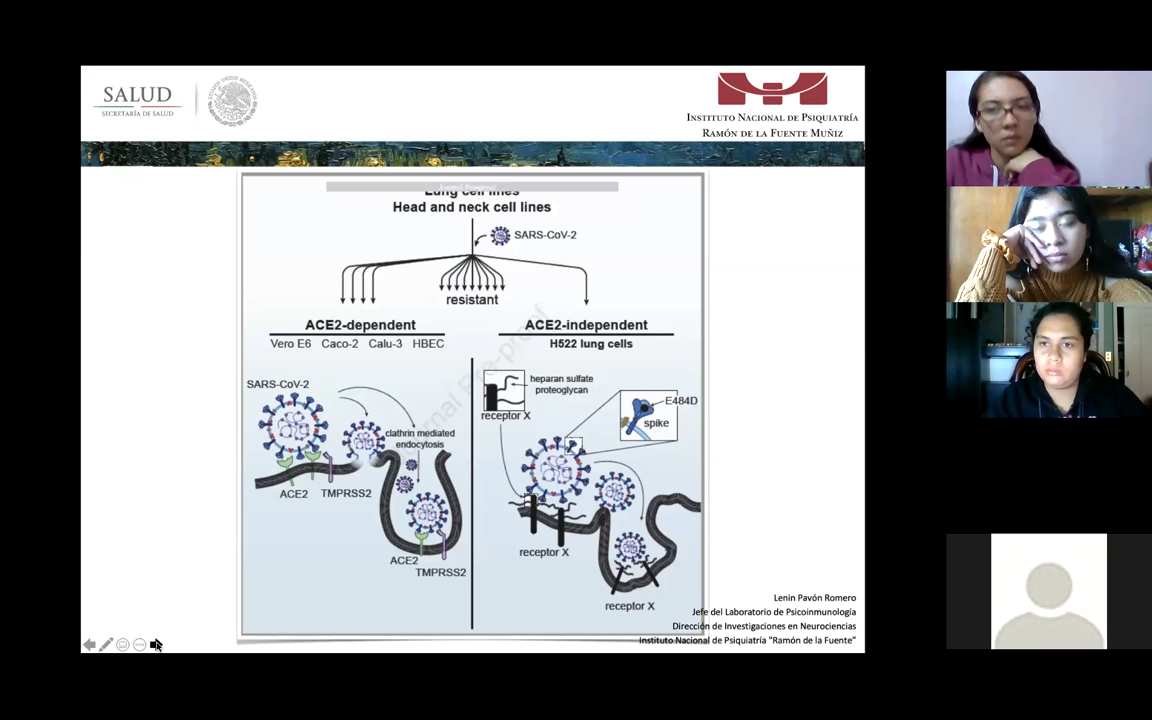 SALUD
SECRETARÍA DE SALUD
INSTITUTO NACIONAL DE PSIQUIATRÍA
RAMÓN DE LA FUENTE MUÑIZ
Journal Pre-proof
Lung cell lines
Head and neck cell lines
SARS-CoV-2
resistant
ACE2-dependent
Vero E6 Caco-2 Calu-3 HBEC
ACE2-independent
H522 lung cells
SARS-CoV-2
clathrin mediated
endocytosis
ACE2
TMPRSS2
ACE2
TMPRSS2
heparan sulfate
proteoglycan
receptor X
E484D
spike
receptor X
receptor X
Lenin Pavón Romero
Jefe del Laboratorio de Psicoinmunología
Dirección de Investigaciones en Neurociencias
Instituto Nacional de Psiquiatría "Ramón de la Fuente"